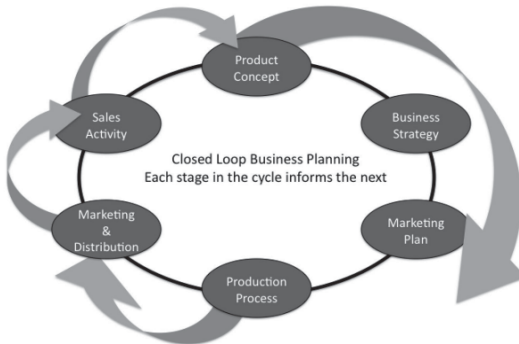 Product
Concept
Sales
Activity
Business
Strategy
Closed Loop Business Planning
Each stage in the cycle informs the next
Marketing
&
Distribution
Marketing
Plan
Production
Process